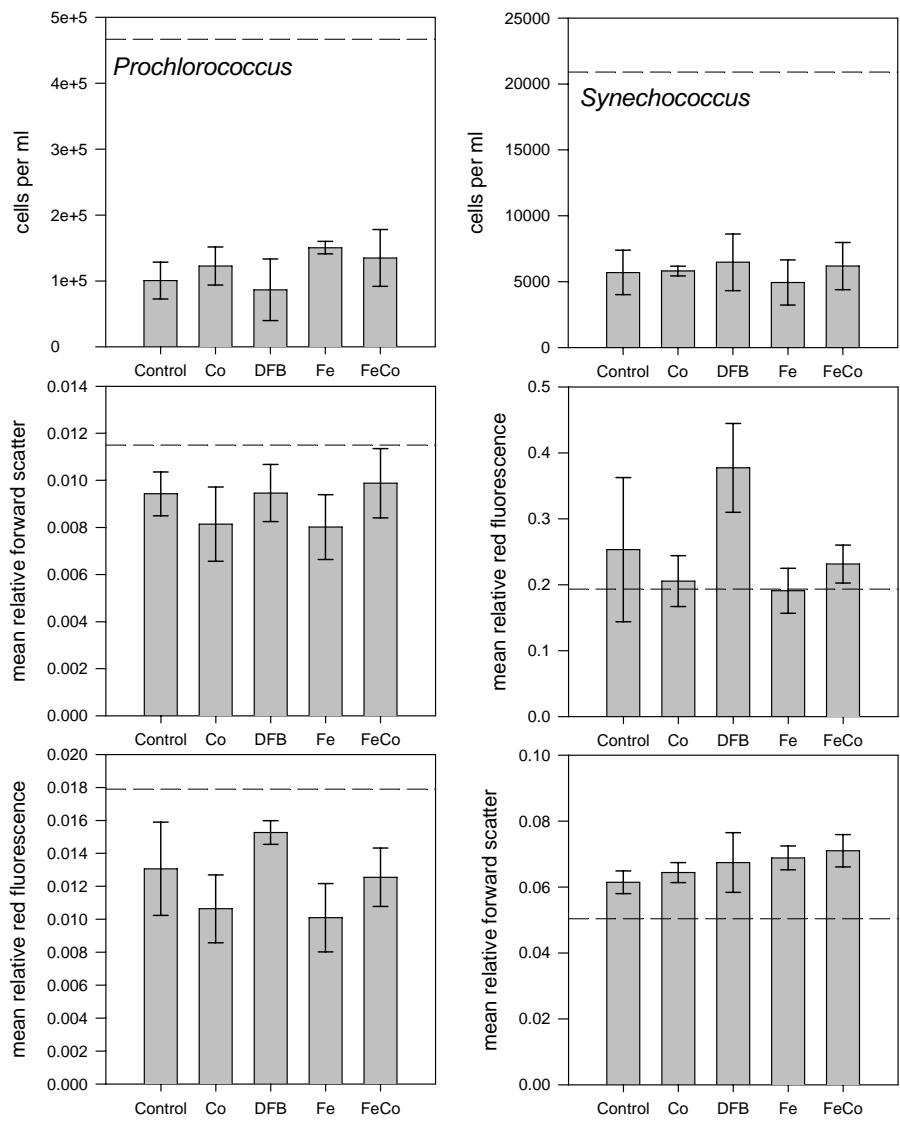 5e+5
4e+5
3e+5
2e+5
1e+5
0
cells per ml
Prochlorococcus
Control Co DFB Fe FeCo
25000
20000
15000
10000
5000
0
cells per ml
Synechococcus
Control Co DFB Fe FeCo
0.014
0.012
0.010
0.008
0.006
0.004
0.002
0.000
mean relative forward scatter
Control Co DFB Fe FeCo
0.5
0.4
0.3
0.2
0.1
0.0
mean relative red fluorescence
Control Co DFB Fe FeCo
0.020
0.018
0.016
0.014
0.012
0.010
0.008
0.006
0.004
0.002
0.000
mean relative red fluorescence
Control Co DFB Fe FeCo
0.10
0.08
0.06
0.04
0.02
0.00
mean relative forward scatter
Control Co DFB Fe FeCo